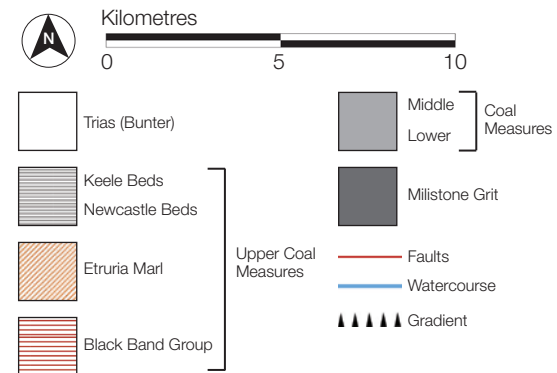 N
Kilometres
0 5 10
Trias (Bunter)
Keele Beds
Newcastle Beds
Etruria Marl
Black Band Group
Upper Coal
Measures
Middle
Lower
Coal
Measures
Milistone Grit
Faults
Watercourse
Gradient